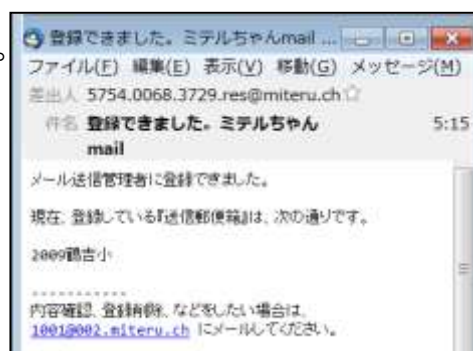 。
登録できました。ミテルちゃんmail ...
ファイル(F) 編集(E) 表示(V) 移動(G) メッセージ(M)
差出人 5754.0068.3729.res@miteru.ch
件名 登録できました。ミテルちゃん 5:15
mail
メール送信管理者に登録できました。
現在、登録している『送信郵便箱』は、次の通りです。
2009鶴吉小
-----------
内容確認、登録削除、などをしたい場合は、
1001@002.miteru.ch にメールしてください。